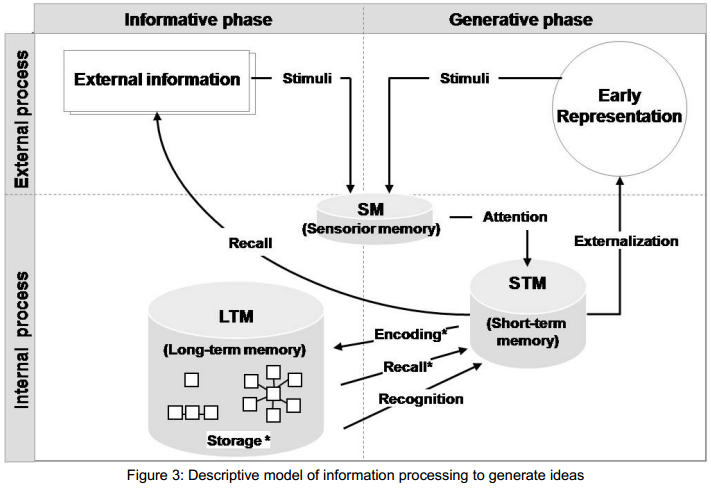 Informative phase
Generative phase
External process
External information
Stimuli
Stimuli
Early
Representation
Internal process
SM
(Sensorior memory)
Attention
Recall
Externalization
STM
(Short-term
memory)
LTM
(Long-term memory)
Encoding*
Recall*
Recognition
Storage *
Figure 3: Descriptive model of information processing to generate ideas